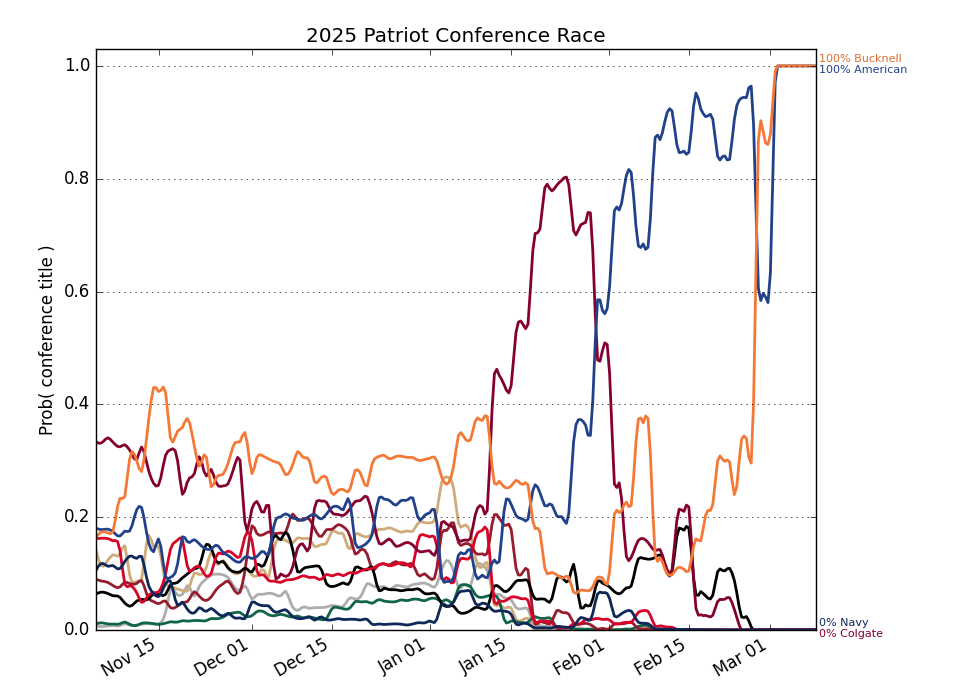 2025 Patriot Conference Race
Prob( conference title )
1.0
0.8
0.6
0.4
0.2
0.0
100% Bucknell
100% American
0% Navy
0% Colgate
Nov 15
Dec 01
Dec 15
Jan 01
Jan 15
Feb 01
Feb 15
Mar 01